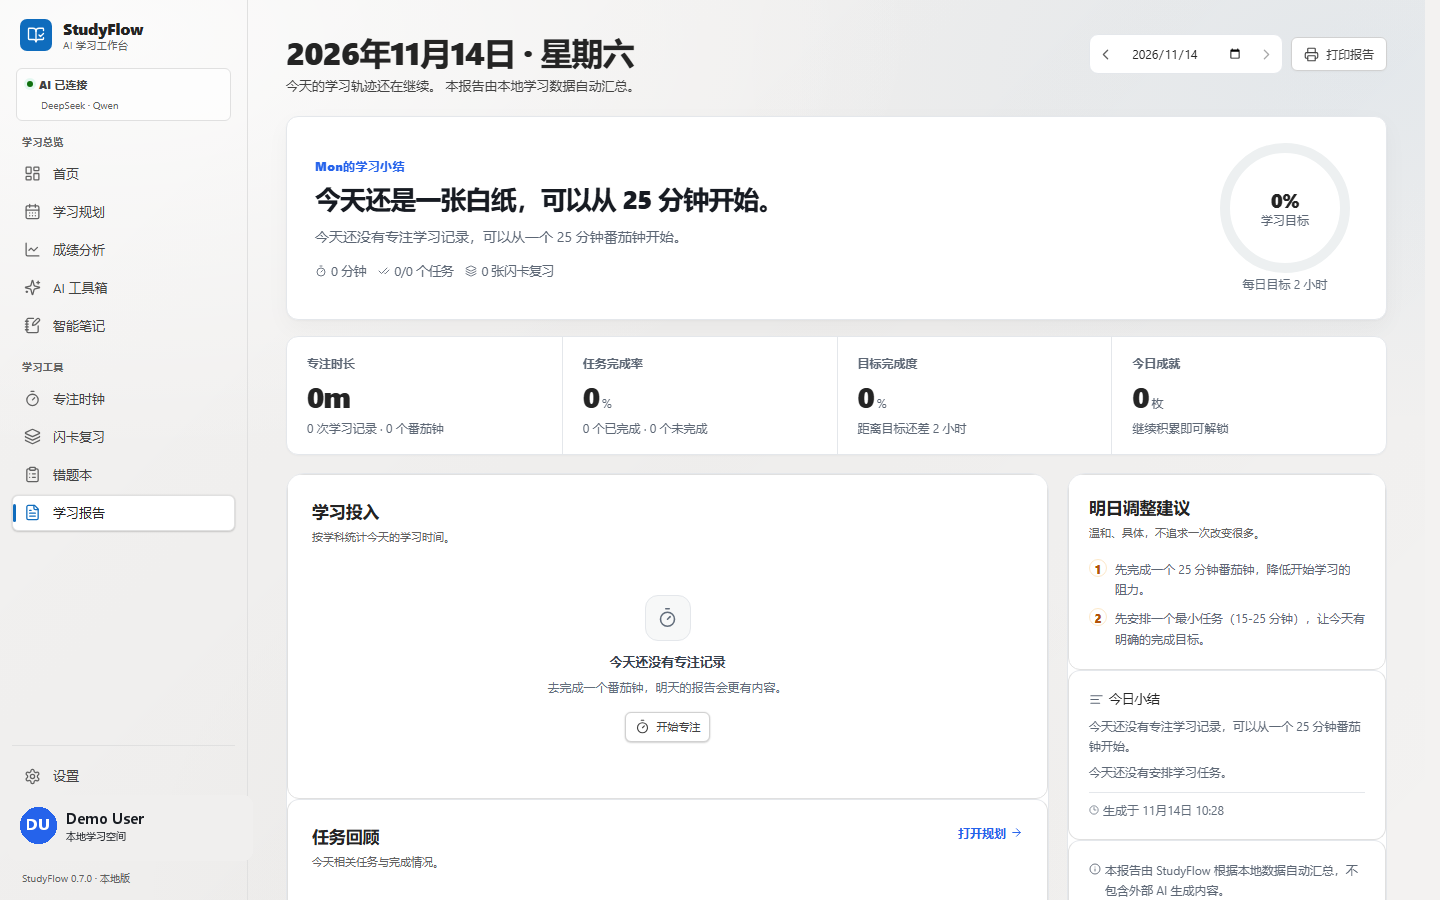 StudyFlow
AI 学习工作台
AI 已连接
DeepSeek · Qwen
学习总览
首页
学习规划
成绩分析
AI 工具箱
智能笔记
学习工具
专注时钟
闪卡复习
错题本
学习报告
设置
DU
Demo User
本地学习空间
StudyFlow 0.7.0 · 本地版
2026年11月14日 · 星期六
今天的学习轨迹还在继续。 本报告由本地学习数据自动汇总。
2026/11/14
打印报告
Mon的学习小结
今天还是一张白纸，可以从 25 分钟开始。
今天还没有专注学习记录，可以从一个 25 分钟番茄钟开始。
0 分钟 0/0 个任务 0 张闪卡复习
0%
学习目标
每日目标 2 小时
专注时长
0m
0 次学习记录 · 0 个番茄钟
任务完成率
0 %
0 个已完成 · 0 个未完成
目标完成度
0 %
距离目标还差 2 小时
今日成就
0 枚
继续积累即可解锁
学习投入
按学科统计今天的学习时间。
今天还没有专注记录
去完成一个番茄钟，明天的报告会更有内容。
开始专注
任务回顾
今天相关任务与完成情况。
打开规划
明日调整建议
温和、具体，不追求一次改变很多。
1 先完成一个 25 分钟番茄钟，降低开始学习的
阻力。
2 先安排一个最小任务（15-25 分钟），让今天有
明确的完成目标。
今日小结
今天还没有专注学习记录，可以从一个 25 分钟番茄
钟开始。
今天还没有安排学习任务。
生成于 11月14日 10:28
本报告由 StudyFlow 根据本地数据自动汇总，不
包含外部 AI 生成内容。